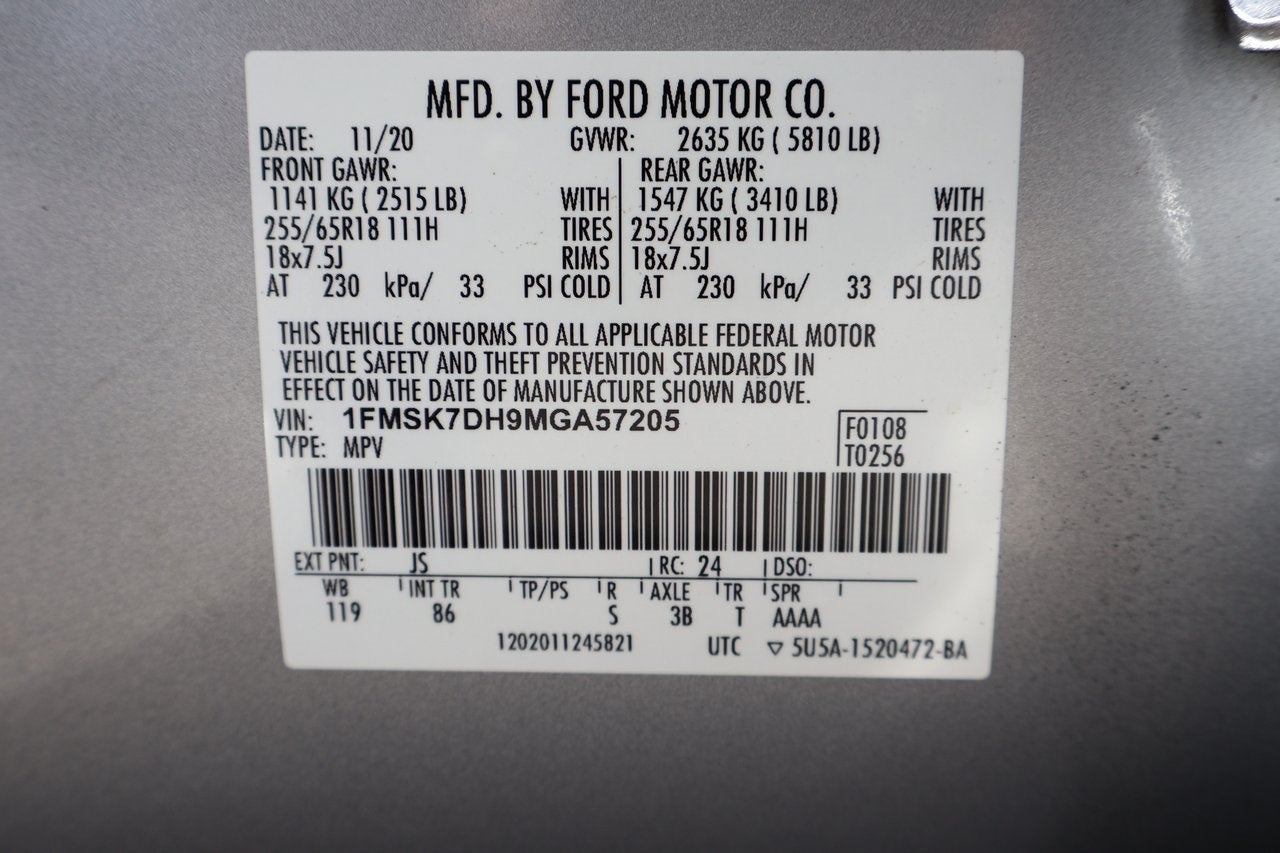 MFD. BY FORD MOTOR CO.
DATE: 11/20 GVWR: 2635 KG ( 5810 LB)
FRONT GAWR: REAR GAWR:
1141 KG ( 2515 LB) WITH 1547 KG ( 3410 LB) WITH
255/65R18 111H TIRES 255/65R18 111H TIRES
18x7.5J RIMS 18x7.5J RIMS
AT 230 kPa/ 33 PSI COLD AT 230 kPa/ 33 PSI COLD
THIS VEHICLE CONFORMS TO ALL APPLICABLE FEDERAL MOTOR
VEHICLE SAFETY AND THEFT PREVENTION STANDARDS IN
EFFECT ON THE DATE OF MANUFACTURE SHOWN ABOVE.
VIN: 1FMSK7DH9MGA57205
TYPE: MPV
F0108
T0256
EXT PNT: JS RC: 24 DSO:
WB INT TR TP/PS R AXLE TR SPR
119 86 S 3B T AAAA
1202011245821 UTC ▽ 5U5A-1520472-BA